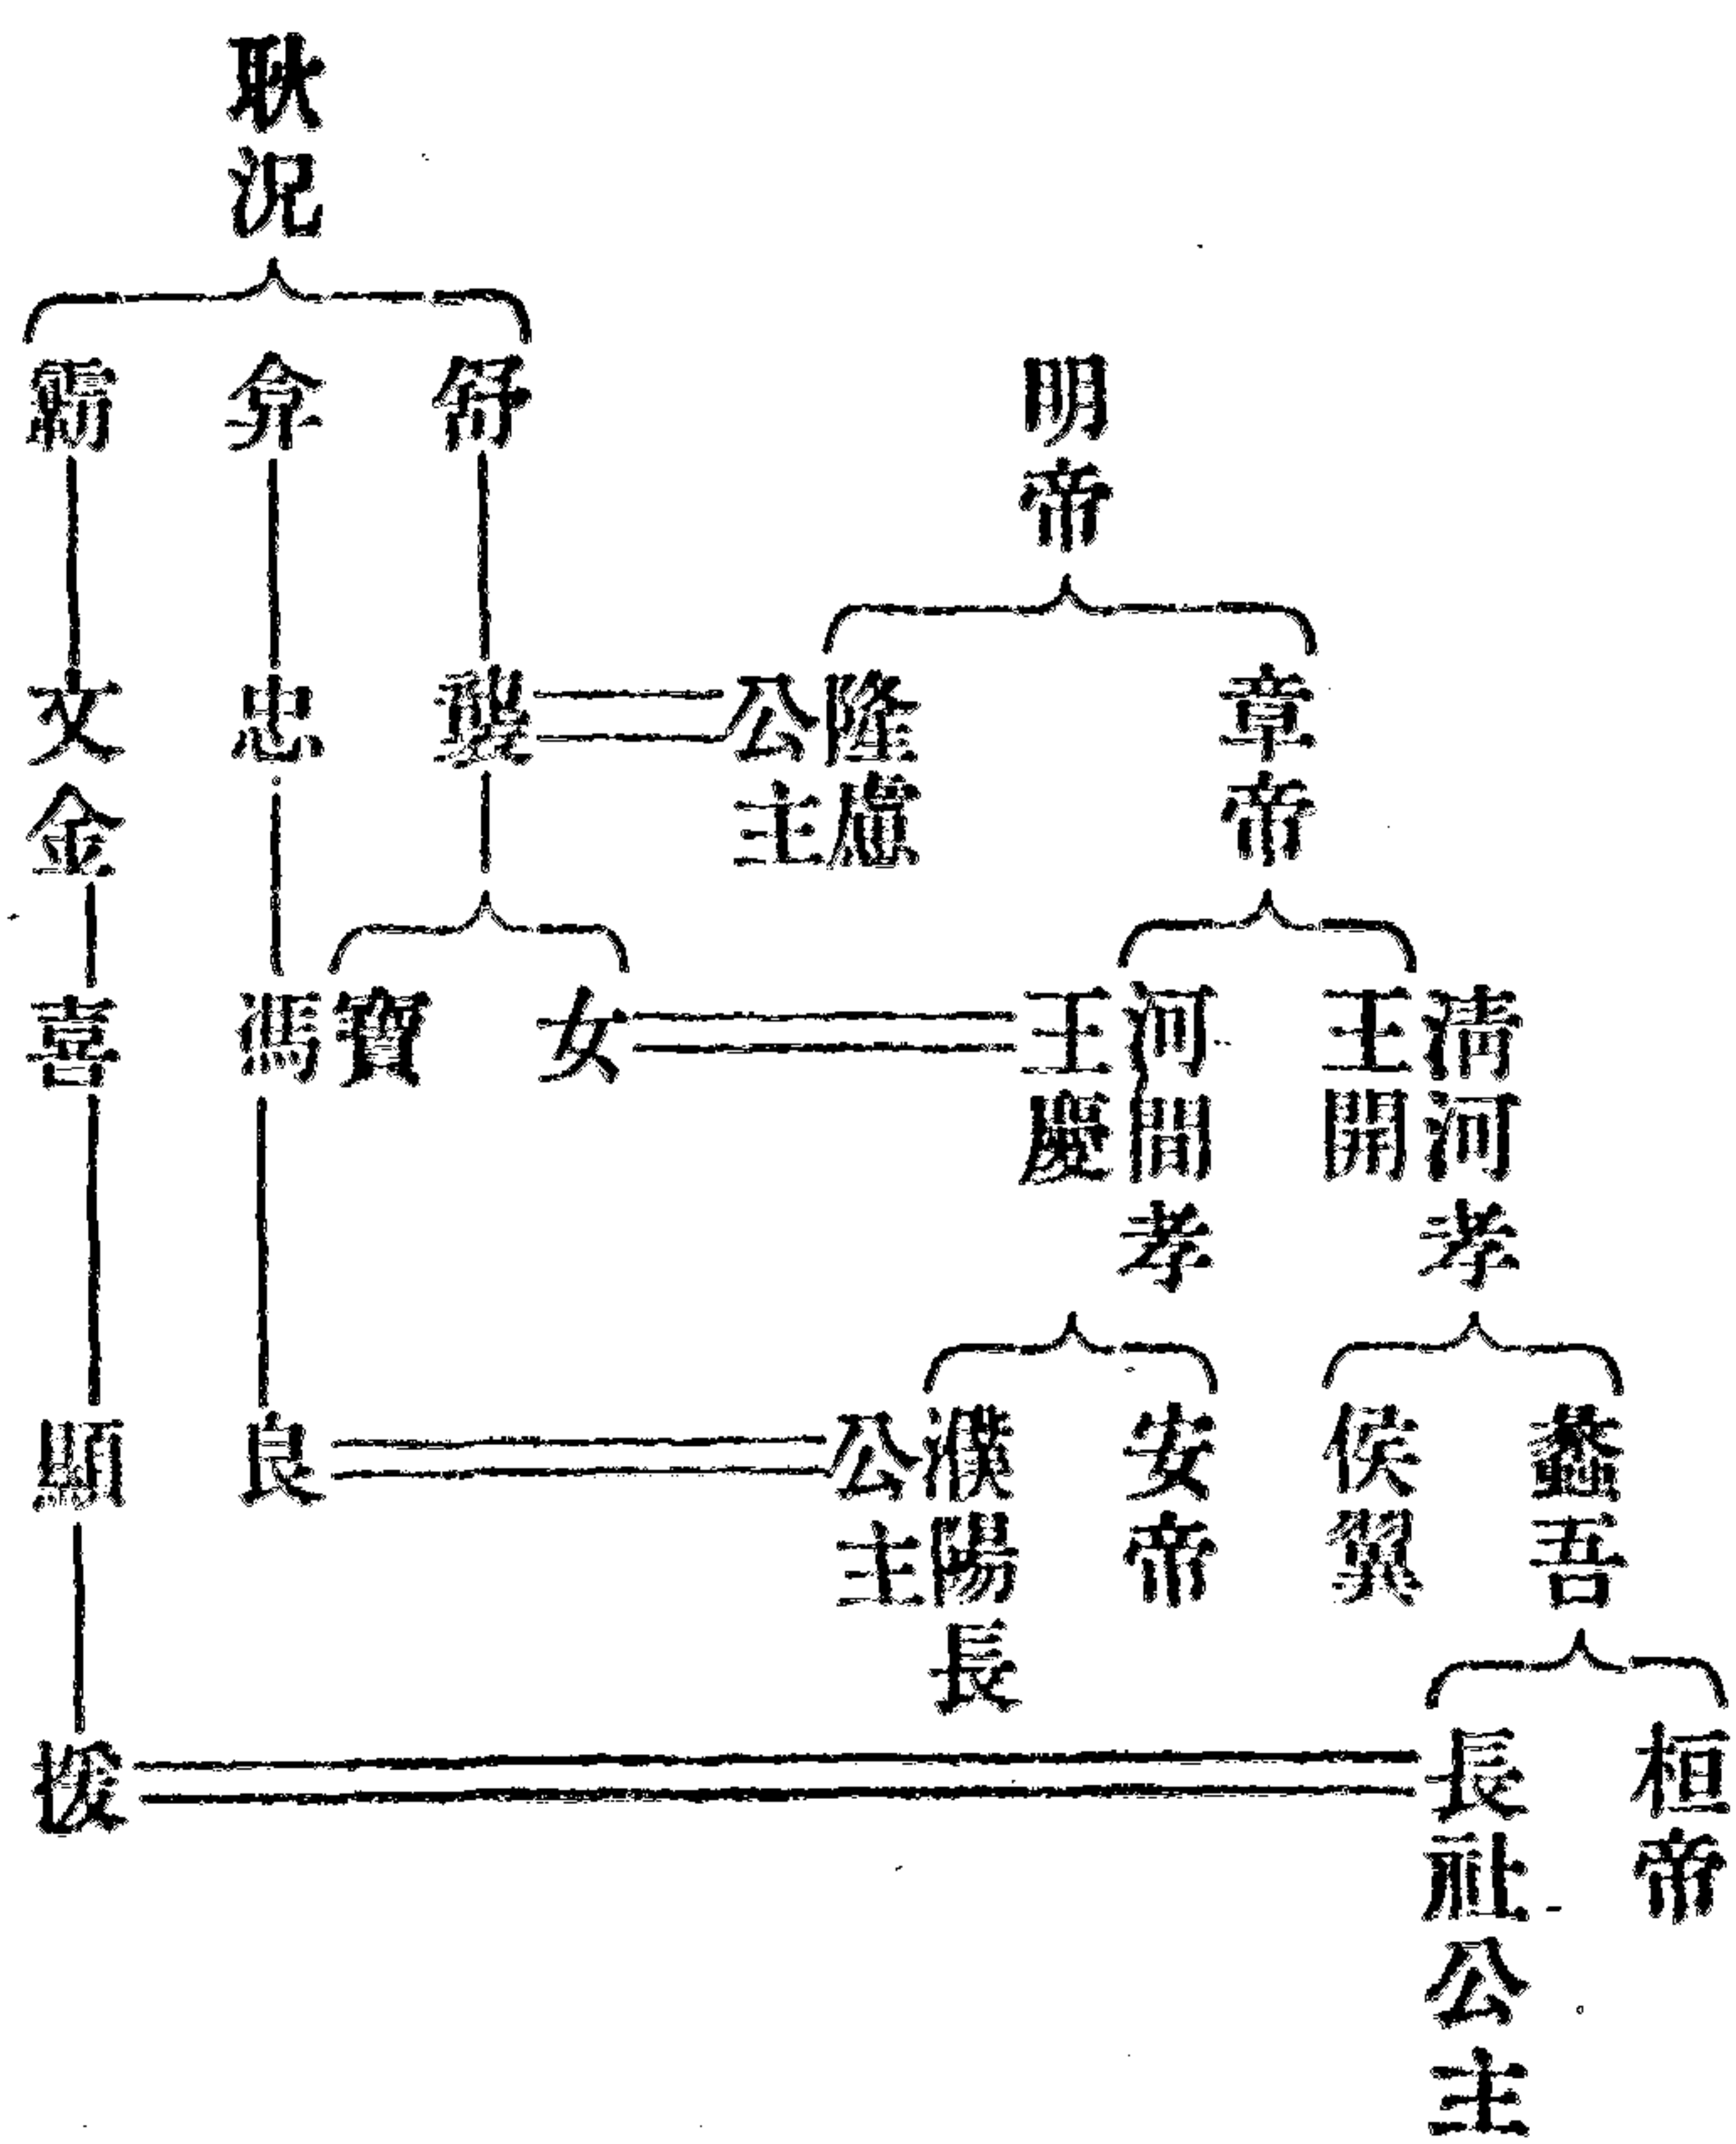 耿況
舒
弇
霸
明帝
章帝
隆慮
公主
襲
忠
文金
清河孝
王開
河間孝
王慶
女
寶
馮
喜
蠡吾
侯翼
安帝
濮陽長
公主
良
顯
桓帝
長社公主
援